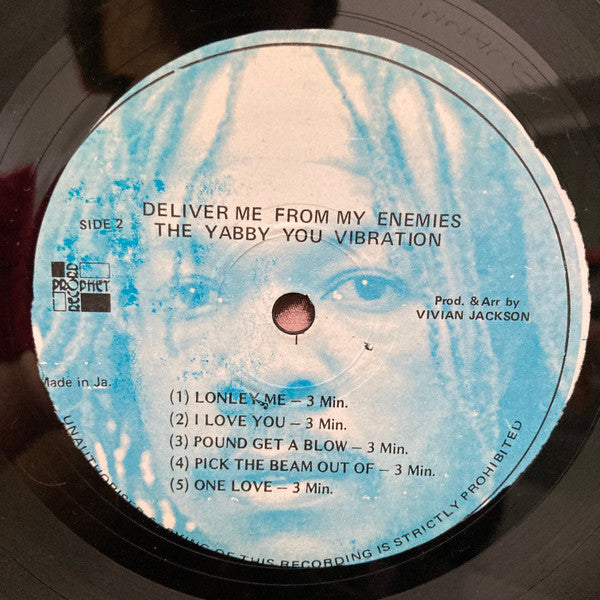 DELIVER ME FROM MY ENEMIES
SIDE 2
THE YABBY YOU VIBRATION
PROPHET
RECORD
Prod. & Arr by
VIVIAN JACKSON
Made in Ja.
(1) LONLEY ME – 3 Min.
(2) I LOVE YOU – 3 Min.
(3) POUND GET A BLOW – 3 Min.
(4) PICK THE BEAM OUT OF – 3 Min.
(5) ONE LOVE – 3 Min.
OF THIS RECORDING IS STRICTLY PROHIBITED